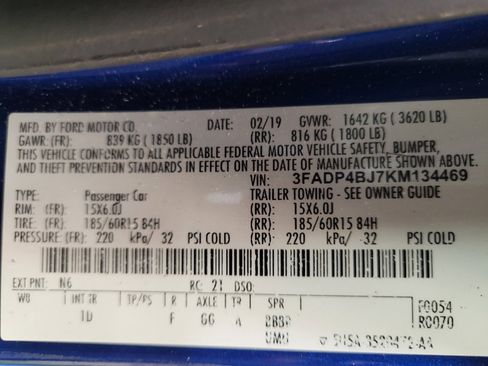 MFD. BY FORD MOTOR CO. DATE: 02/19 GVWR: 1642 KG ( 3620 LB)
GAWR: (FR): 839 KG ( 1850 LB) (RR): 816 KG ( 1800 LB)
THIS VEHICLE CONFORMS TO ALL APPLICABLE FEDERAL MOTOR VEHICLE SAFETY, BUMPER,
AND THEFT PREVENTION STANDARDS IN EFFECT ON THE DATE OF MANUFACTURE SHOWN ABOVE.
VIN: 3FADP4BJ7KM134469
TYPE: Passenger Car TRAILER TOWING - SEE OWNER GUIDE
RIM: (FR): 15X6.0J (RR): 15X6.0J
TIRE: (FR): 185/60R15 84H (RR): 185/60R15 84H
PRESSURE: (FR): 220 kPa/ 32 PSI COLD (RR): 220 kPa/ 32 PSI COLD
EXT PNT: N6 RC: 21 DSO:
WB INT TR TP/PS R AXLE TR SPR F0054
1D F GG A R0070
UMG